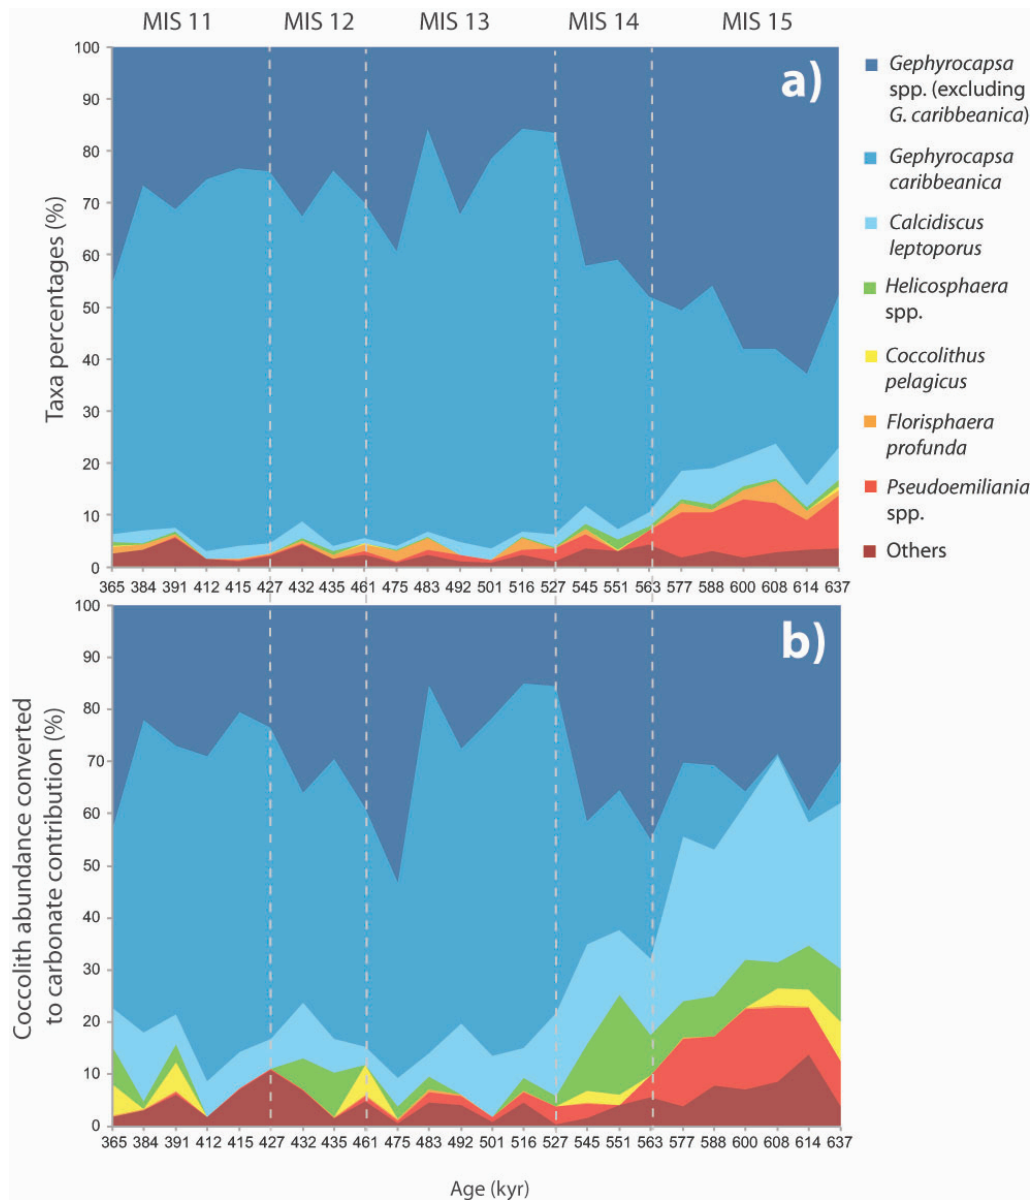 MIS 11 MIS 12 MIS 13 MIS 14 MIS 15
a)
Taxa percentages (%)
100
90
80
70
60
50
40
30
20
10
0
365 384 391 412 415 427 432 435 461 475 483 492 501 516 527 545 551 563 577 588 600 608 614 637
Gephyrocapsa
spp. (excluding
G. caribbeanica)
Gephyrocapsa
caribbeanica
Calcidiscus
leptoporus
Helicosphaera
spp.
Coccolithus
pelagicus
Florisphaera
profunda
Pseudoemiliania
spp.
Others
b)
Coccolith abundance converted
to carbonate contribution (%)
100
90
80
70
60
50
40
30
20
10
0
365 384 391 412 415 427 432 435 461 475 483 492 501 516 527 545 551 563 577 588 600 608 614 637
Age (kyr)